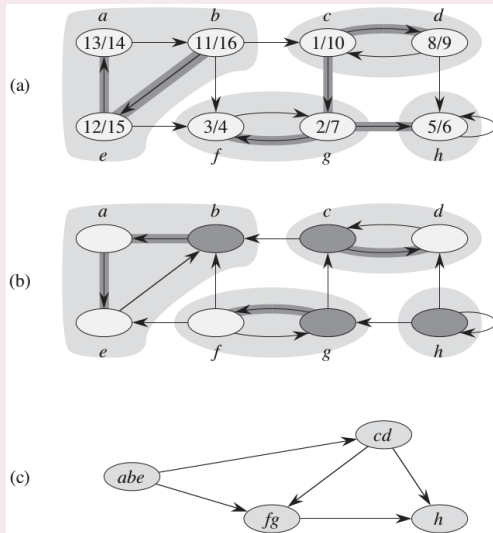 a b c d
13/14 11/16 1/10 8/9
(a)
12/15 3/4 2/7 5/6
e f g h
a b c d
(b)
e f g h
cd
(c) abe
fg h